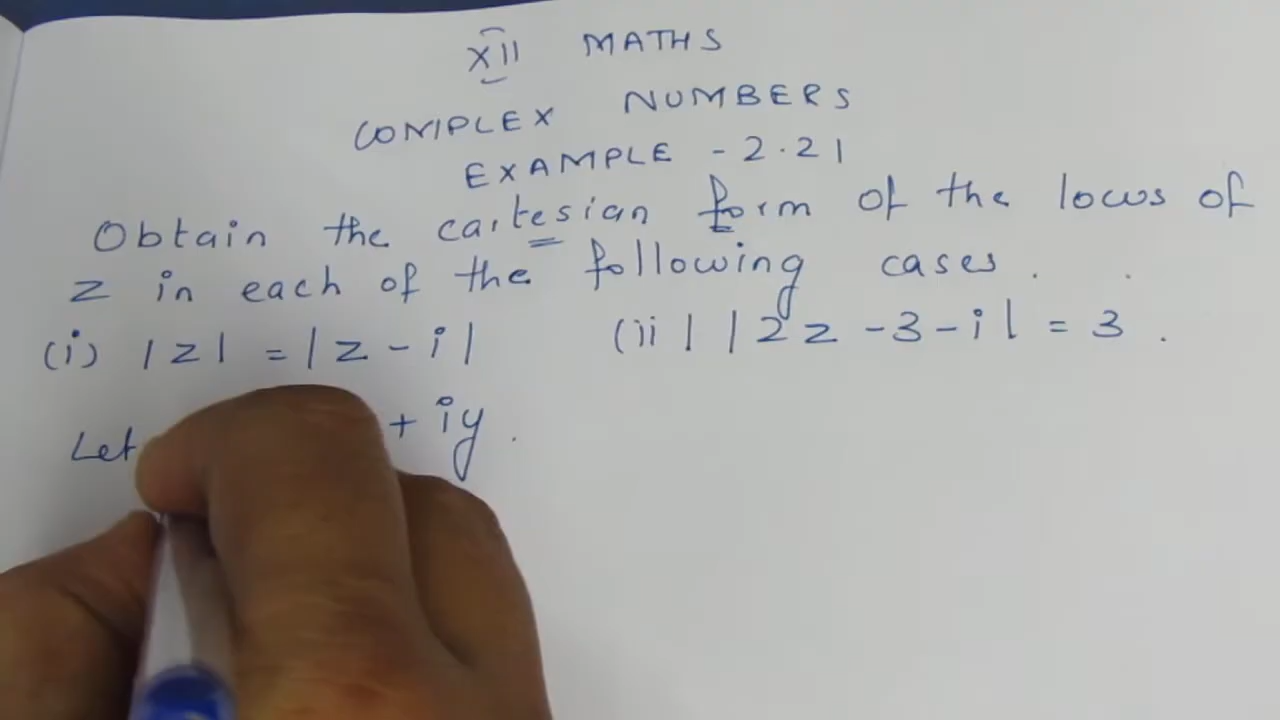 XII MATHS
COMPLEX NUMBERS
EXAMPLE - 2.21
Obtain the cartesian form of the locus of
z in each of the following cases.
(i) |z| = |z - i| (ii) |2z - 3 - i| = 3.
Let + iy.